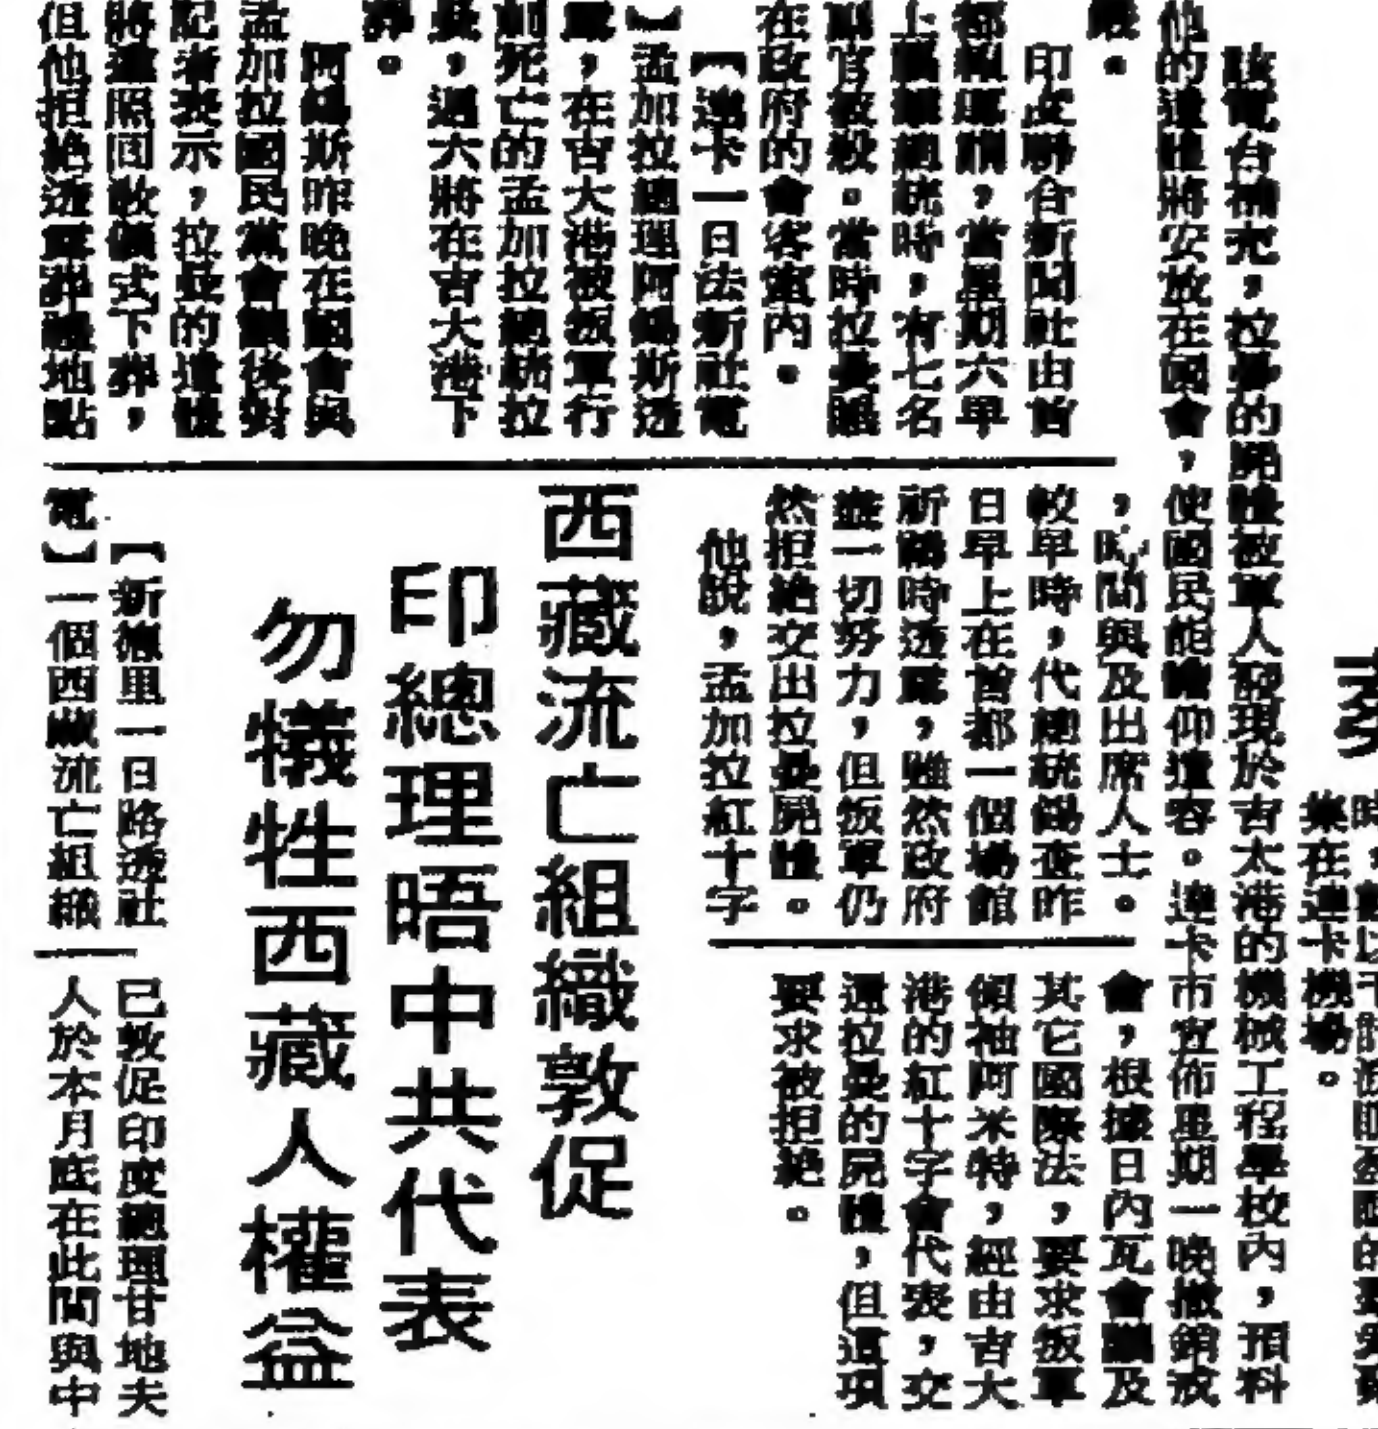 該電台補充，拉曼的屍體被軍人發現於吉大港的機械工程學校內，預料
他的遺體將安放在國會，使國民能瞻仰遺容。達卡市宣佈星期一晚撤銷
印度聯合新聞社由首
都報導謂，當星期六早
上總統時，有七名
副官被殺。當時拉曼
在政府的會客室內。
【達卡一日法新社電
】孟加拉總理阿錫斯透
露，在吉大港被叛軍行
刺死亡的孟加拉總統拉
曼，週六將在吉大港下
葬。
阿錫斯昨晚在國會與
孟加拉國民黨會議後對
記者表示，拉曼的遺體
將遵照回教儀式下葬，
但他拒絕透露葬禮地點
，時間與及出席人士。
較早時，代總統錫查昨
日早上在首都一個場館
祈禱時透露，雖然政府
進一切努力，但叛軍仍
然拒絕交出拉曼屍體。
他說，孟加拉紅十字
會，根據日內瓦會議及
其它國際法，要求叛軍
領袖阿米特，經由吉大
港的紅十字會代表，交
還拉曼的屍體，但這項
要求被拒絕。
集在達卡機場。
西藏流亡組織敦促
印總理晤中共代表
勿犧牲西藏人權益
【新德里一日路透社
電】一個西藏流亡組織
已敦促印度總理甘地夫
人於本月底在此間與中